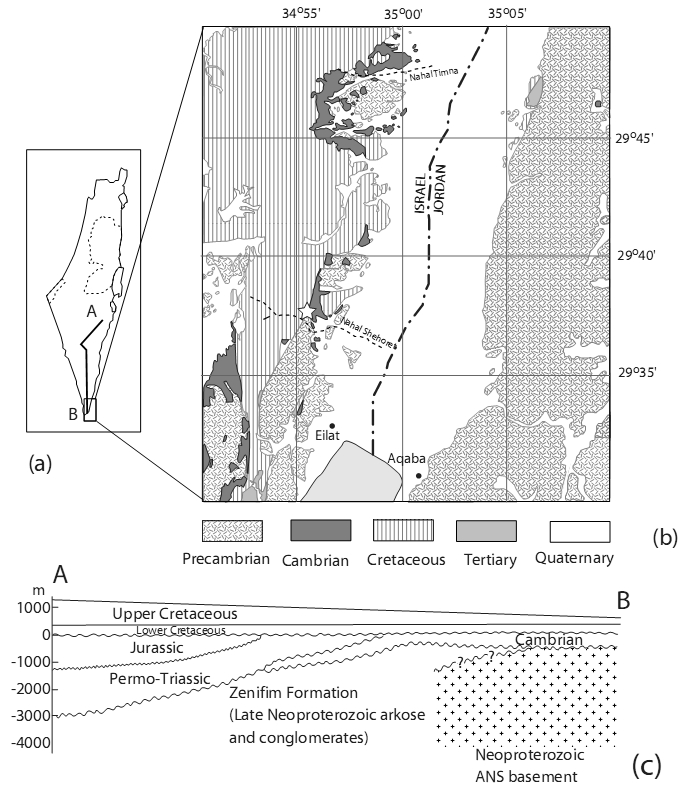 34°55'
35°00'
35°05'
Nahal Timna
29°45'
ISRAEL
JORDAN
29°40'
Nahal Shehoret
29°35'
Eilat
Aqaba
A
B
(a)
Precambrian
Cambrian
Cretaceous
Tertiary
Quaternary
(b)
A
B
m
1000
0
-1000
-2000
-3000
-4000
Upper Cretaceous
Lower Cretaceous
Jurassic
Permo-Triassic
Zenifim Formation
(Late Neoproterozoic arkose
and conglomerates)
Cambrian
? ?
Neoproterozoic
ANS basement
(c)